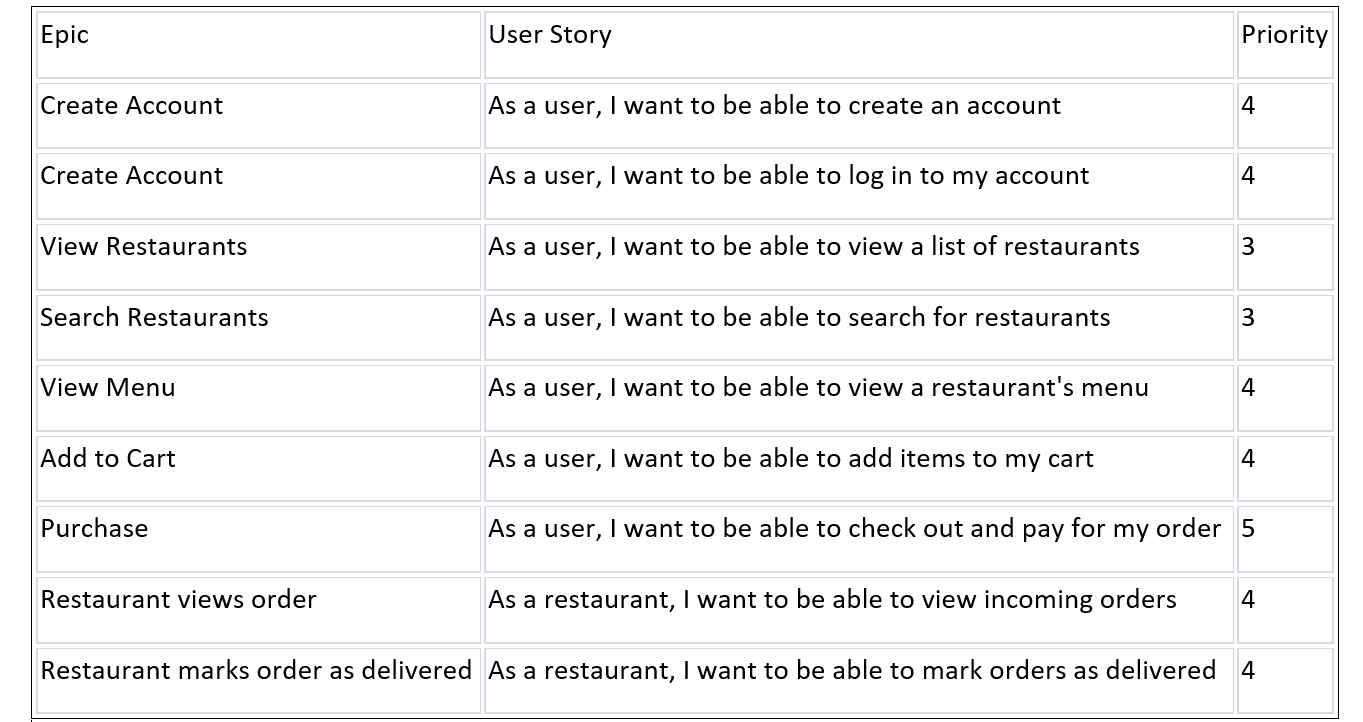 Epic User Story Priority
Create Account As a user, I want to be able to create an account 4
Create Account As a user, I want to be able to log in to my account 4
View Restaurants As a user, I want to be able to view a list of restaurants 3
Search Restaurants As a user, I want to be able to search for restaurants 3
View Menu As a user, I want to be able to view a restaurant's menu 4
Add to Cart As a user, I want to be able to add items to my cart 4
Purchase As a user, I want to be able to check out and pay for my order 5
Restaurant views order As a restaurant, I want to be able to view incoming orders 4
Restaurant marks order as delivered As a restaurant, I want to be able to mark orders as delivered 4